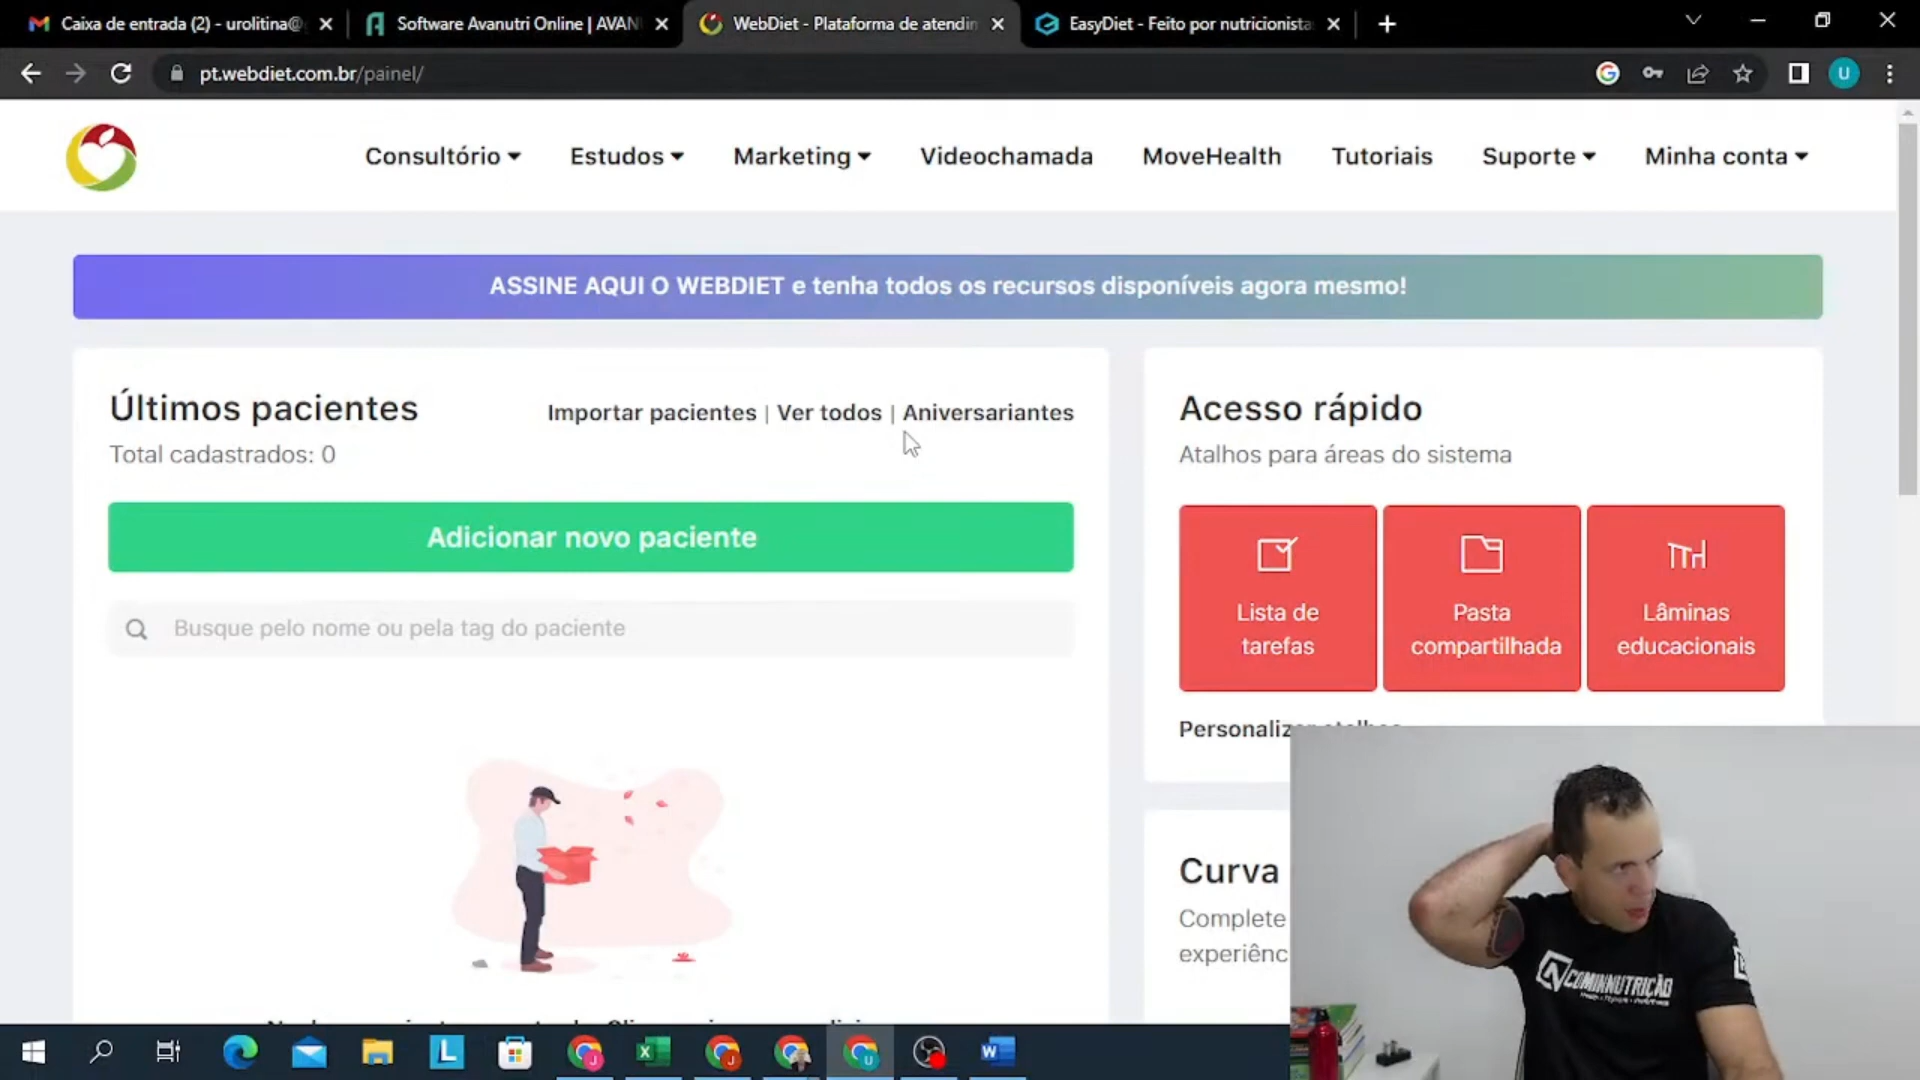 Caixa de entrada (2) - urolitina@
Software Avanutri Online | AVAN
WebDiet - Plataforma de atendim
EasyDiet - Feito por nutricionista
pt.webdiet.com.br/painel/
U
Consultório
Estudos
Marketing
Videochamada
MoveHealth
Tutoriais
Suporte
Minha conta
ASSINE AQUI O WEBDIET e tenha todos os recursos disponíveis agora mesmo!
Últimos pacientes
Importar pacientes | Ver todos | Aniversariantes
Total cadastrados: 0
Adicionar novo paciente
Busque pelo nome ou pela tag do paciente
Acesso rápido
Atalhos para áreas do sistema
Lista de
tarefas
Pasta
compartilhada
Lâminas
educacionais
Personalizar atalhos
Curva
Complete
experiênc
COMINNUTRIÇÃO